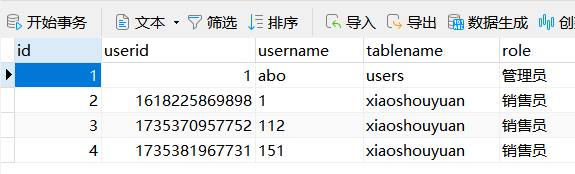 开始事务 文本 筛选 排序 导入 导出 数据生成
id userid username tablename role
1 1 abo users 管理员
2 1618225869898 1 xiaoshouyuan 销售员
3 1735370957752 112 xiaoshouyuan 销售员
4 1735381967731 151 xiaoshouyuan 销售员